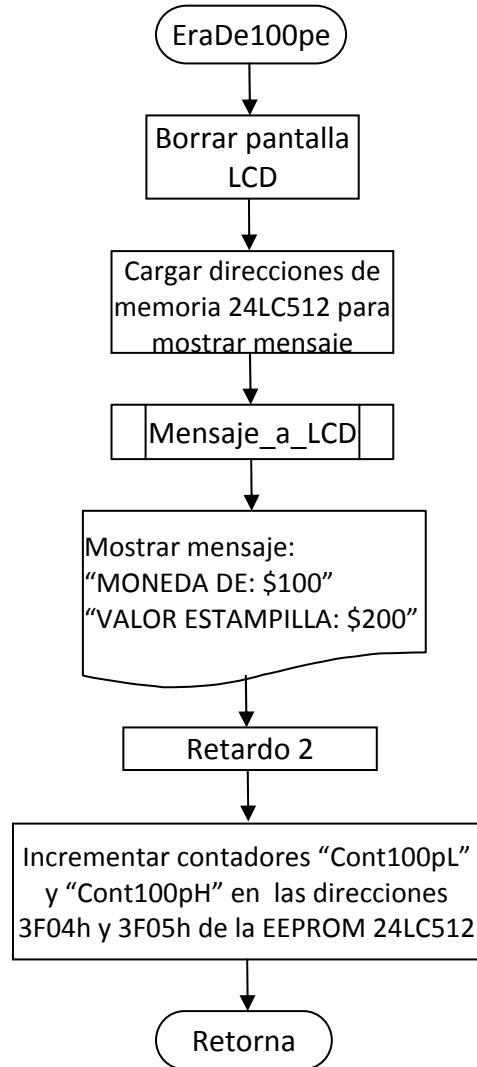 EraDe100pe
Borrar pantalla
LCD
Cargar direcciones de
memoria 24LC512 para
mostrar mensaje
Mensaje_a_LCD
Mostrar mensaje:
“MONEDA DE: $100”
“VALOR ESTAMPILLA: $200”
Retardo 2
Incrementar contadores “Cont100pL”
y “Cont100pH” en las direcciones
3F04h y 3F05h de la EEPROM 24LC512
Retorna